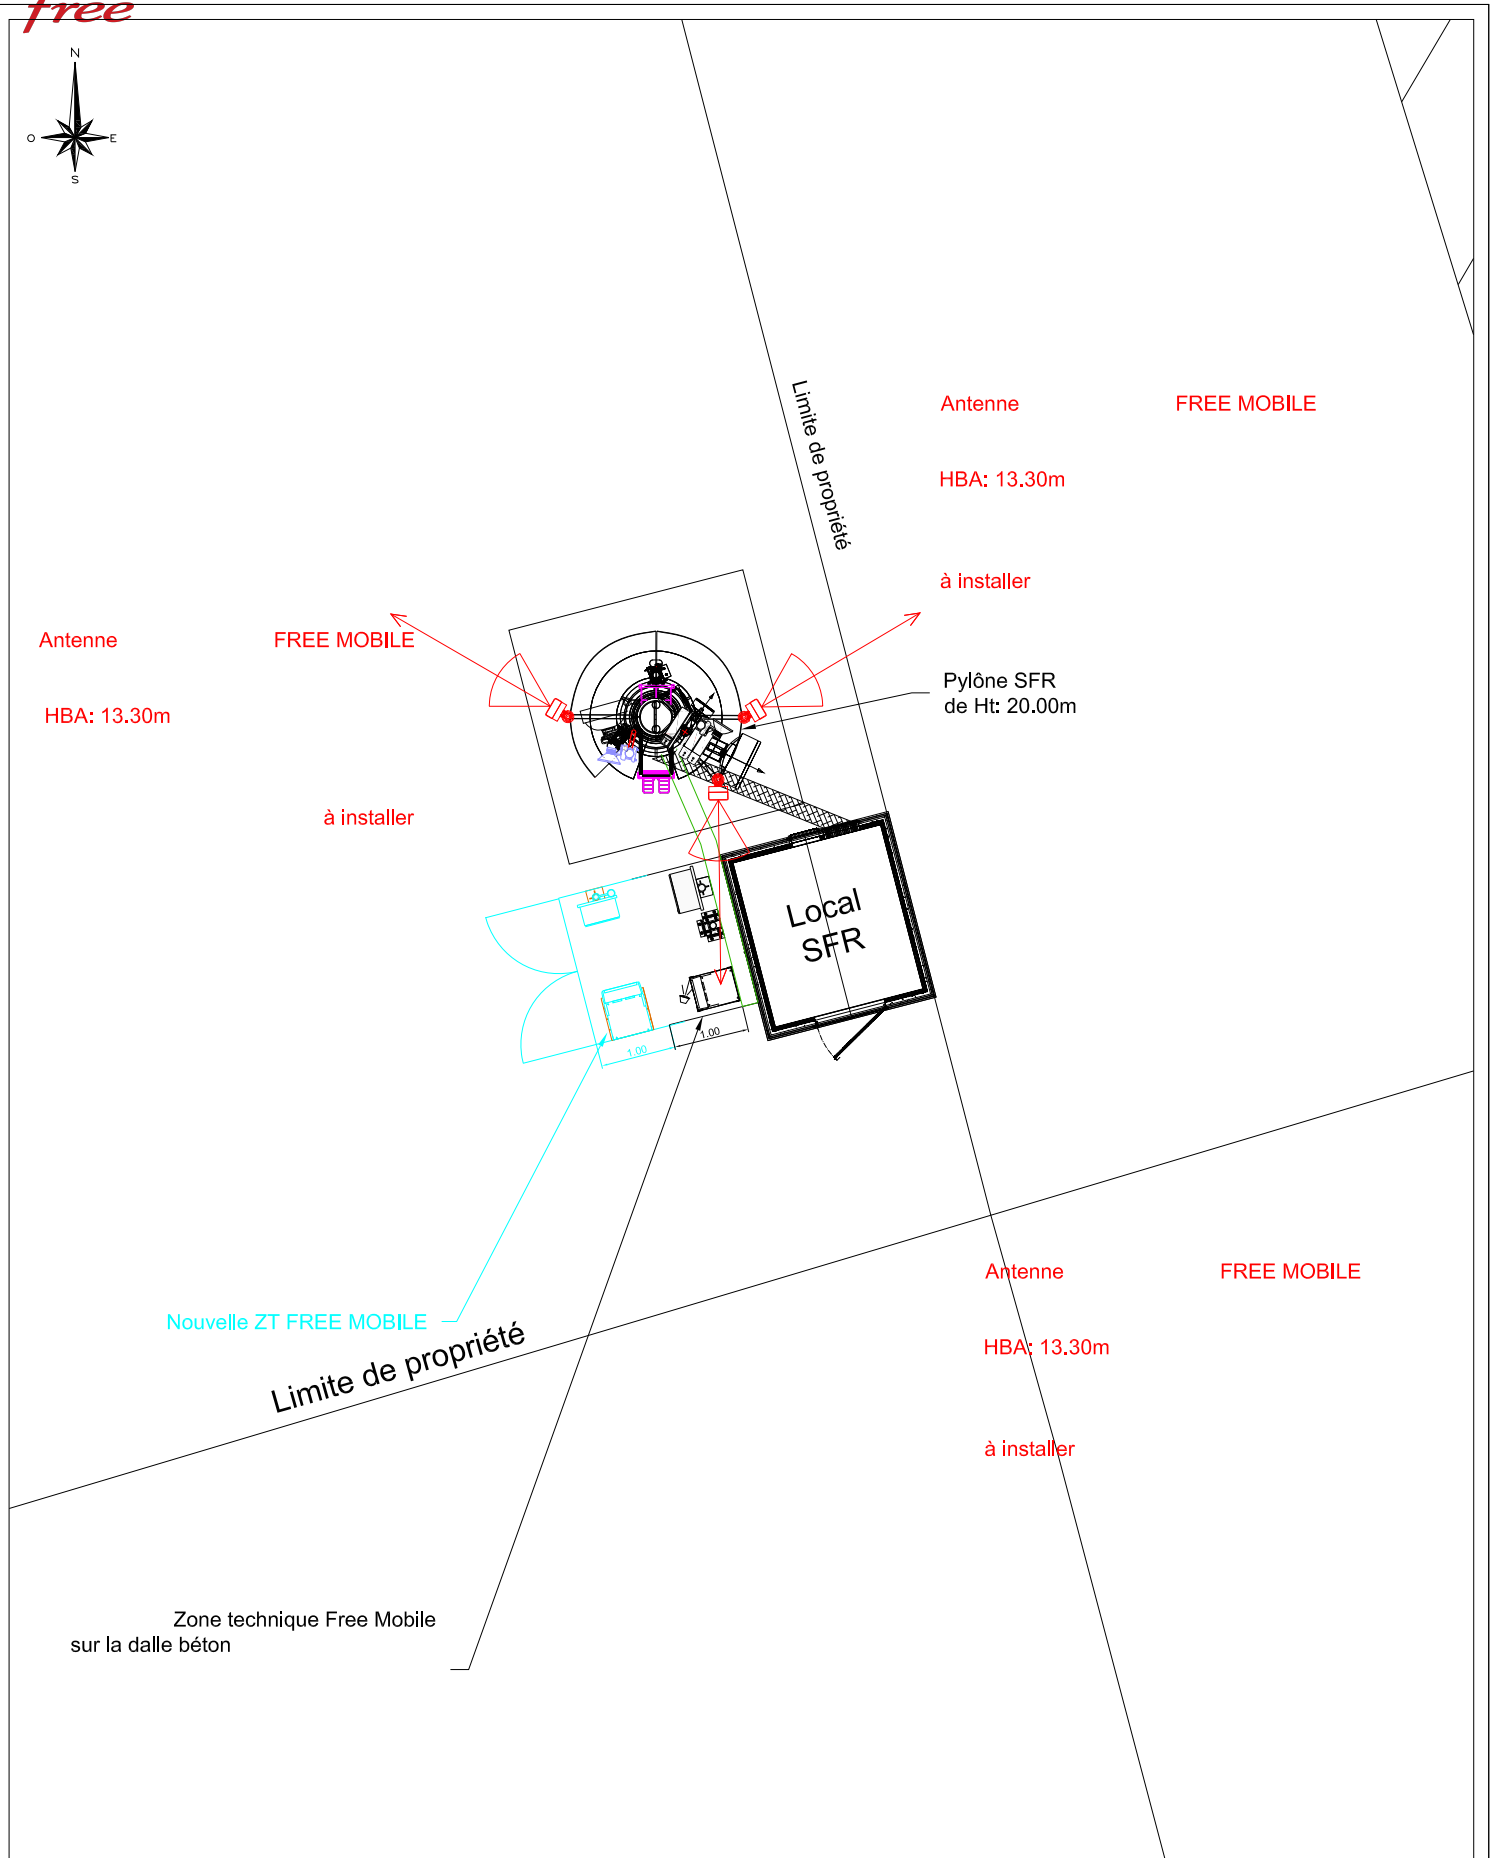 free
N
O E
S
Limite de propriété
Antenne FREE MOBILE
HBA: 13.30m
à installer
Antenne FREE MOBILE
HBA: 13.30m
à installer
Pylône SFR
de Ht: 20.00m
Local
SFR
1.00
1.00
Nouvelle ZT FREE MOBILE
Limite de propriété
Antenne FREE MOBILE
HBA: 13.30m
à installer
Zone technique Free Mobile
sur la dalle béton